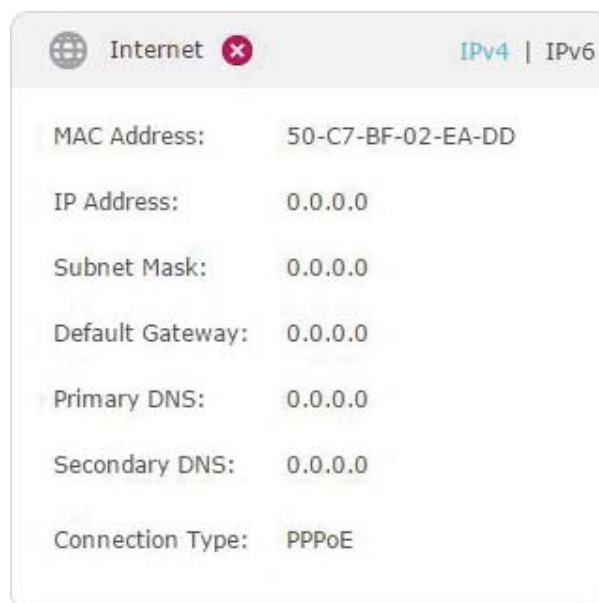 Internet IPv4 | IPv6
MAC Address: 50-C7-BF-02-EA-DD
IP Address: 0.0.0.0
Subnet Mask: 0.0.0.0
Default Gateway: 0.0.0.0
Primary DNS: 0.0.0.0
Secondary DNS: 0.0.0.0
Connection Type: PPPoE